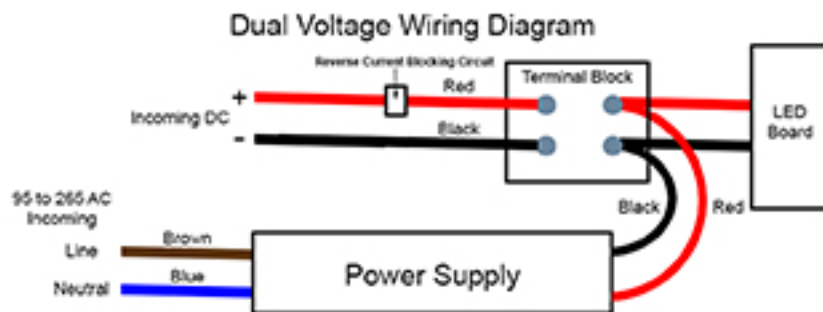 Dual Voltage Wiring Diagram
Reverse Current Blocking Circuit
Terminal Block
+
Red
Incoming DC
LED
Board
-
Black
95 to 265 AC
Incoming
Black
Red
Line
Brown
Power Supply
Neutral
Blue